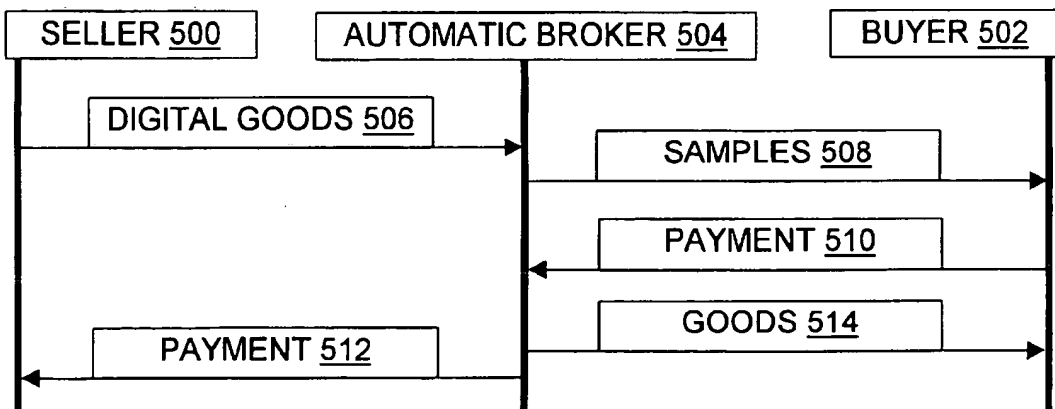 SELLER 500
AUTOMATIC BROKER 504
BUYER 502
DIGITAL GOODS 506
SAMPLES 508
PAYMENT 510
GOODS 514
PAYMENT 512